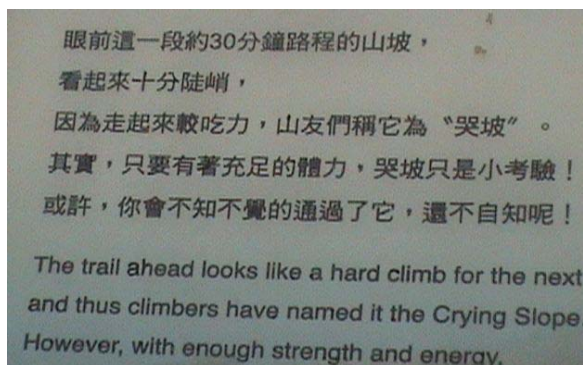 眼前這一段約30分鐘路程的山坡，
看起來十分陡峭，
因為走起來較吃力，山友們稱它為〝哭坡〞。
其實，只要有著充足的體力，哭坡只是小考驗！
或許，你會不知不覺的通過了它，還不自知呢！
The trail ahead looks like a hard climb for the next
and thus climbers have named it the Crying Slope
However, with enough strength and energy,